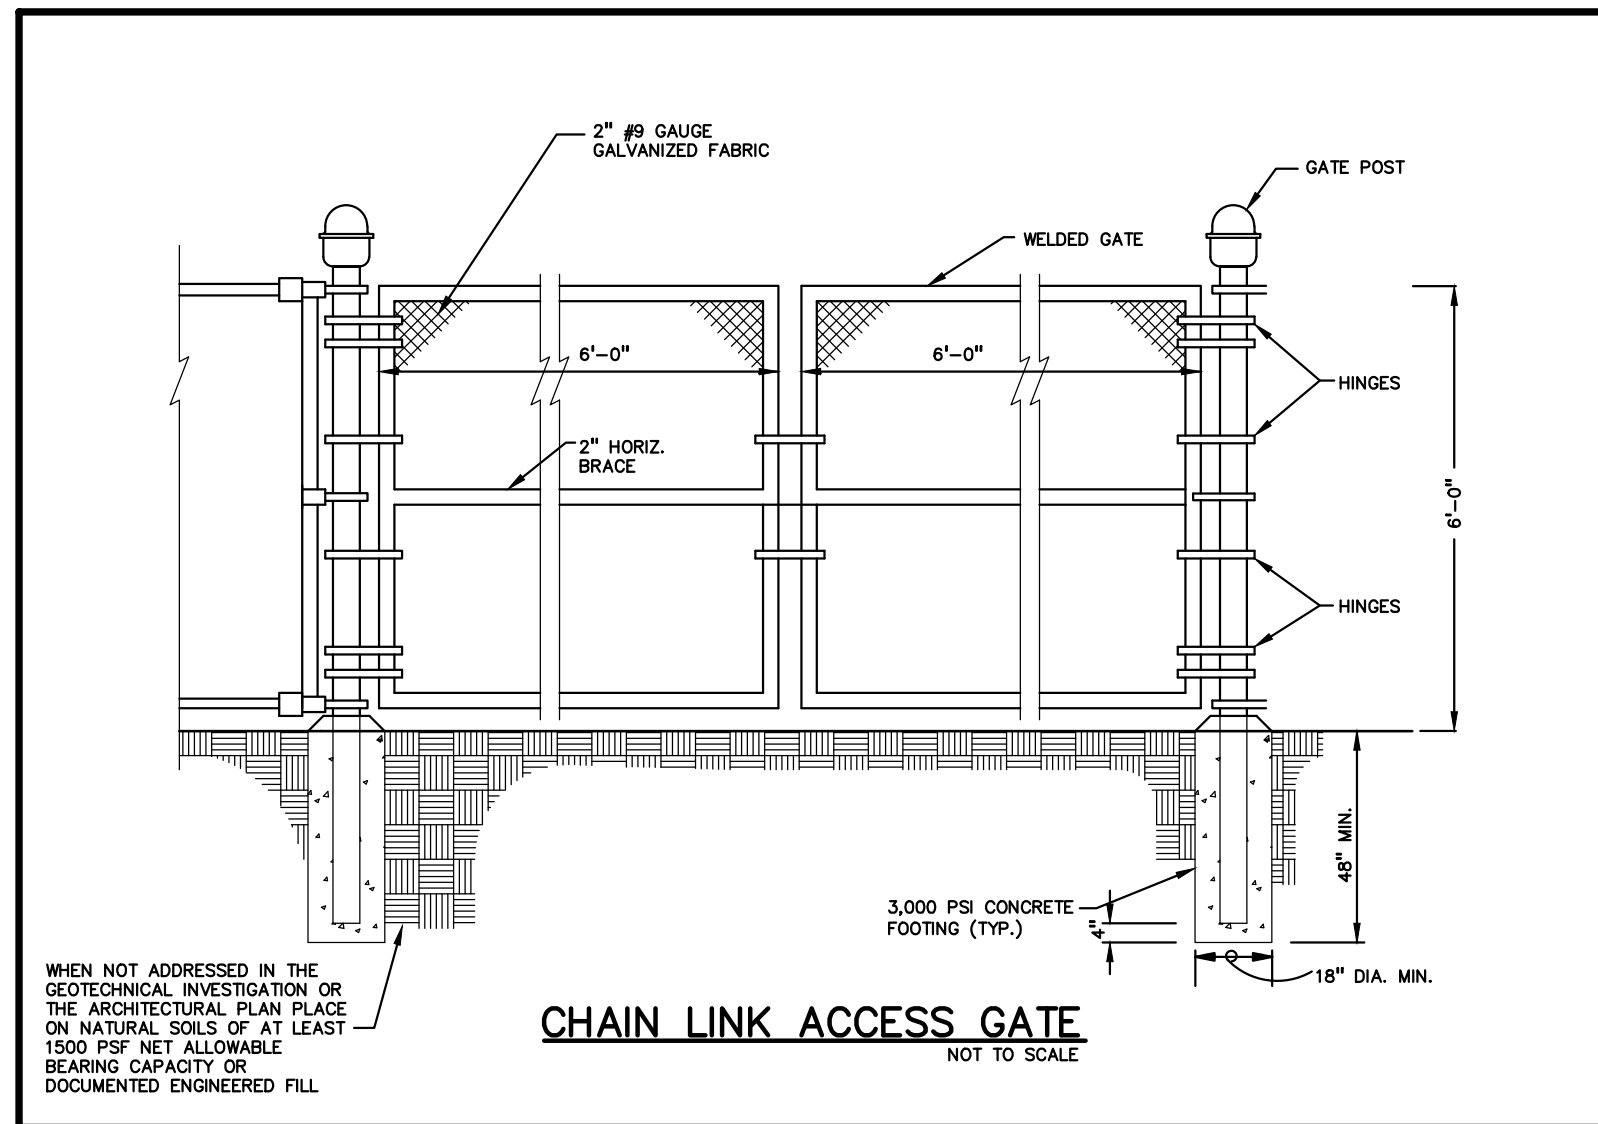 2" #9 GAUGE
GALVANIZED FABRIC
GATE POST
WELDED GATE
6'-0"
6'-0"
HINGES
2" HORIZ.
BRACE
6'-0"
HINGES
48" MIN.
3,000 PSI CONCRETE
FOOTING (TYP.)
4"
18" DIA. MIN.
WHEN NOT ADDRESSED IN THE
GEOTECHNICAL INVESTIGATION OR
THE ARCHITECTURAL PLAN PLACE
ON NATURAL SOILS OF AT LEAST
1500 PSF NET ALLOWABLE
BEARING CAPACITY OR
DOCUMENTED ENGINEERED FILL
CHAIN LINK ACCESS GATE
NOT TO SCALE